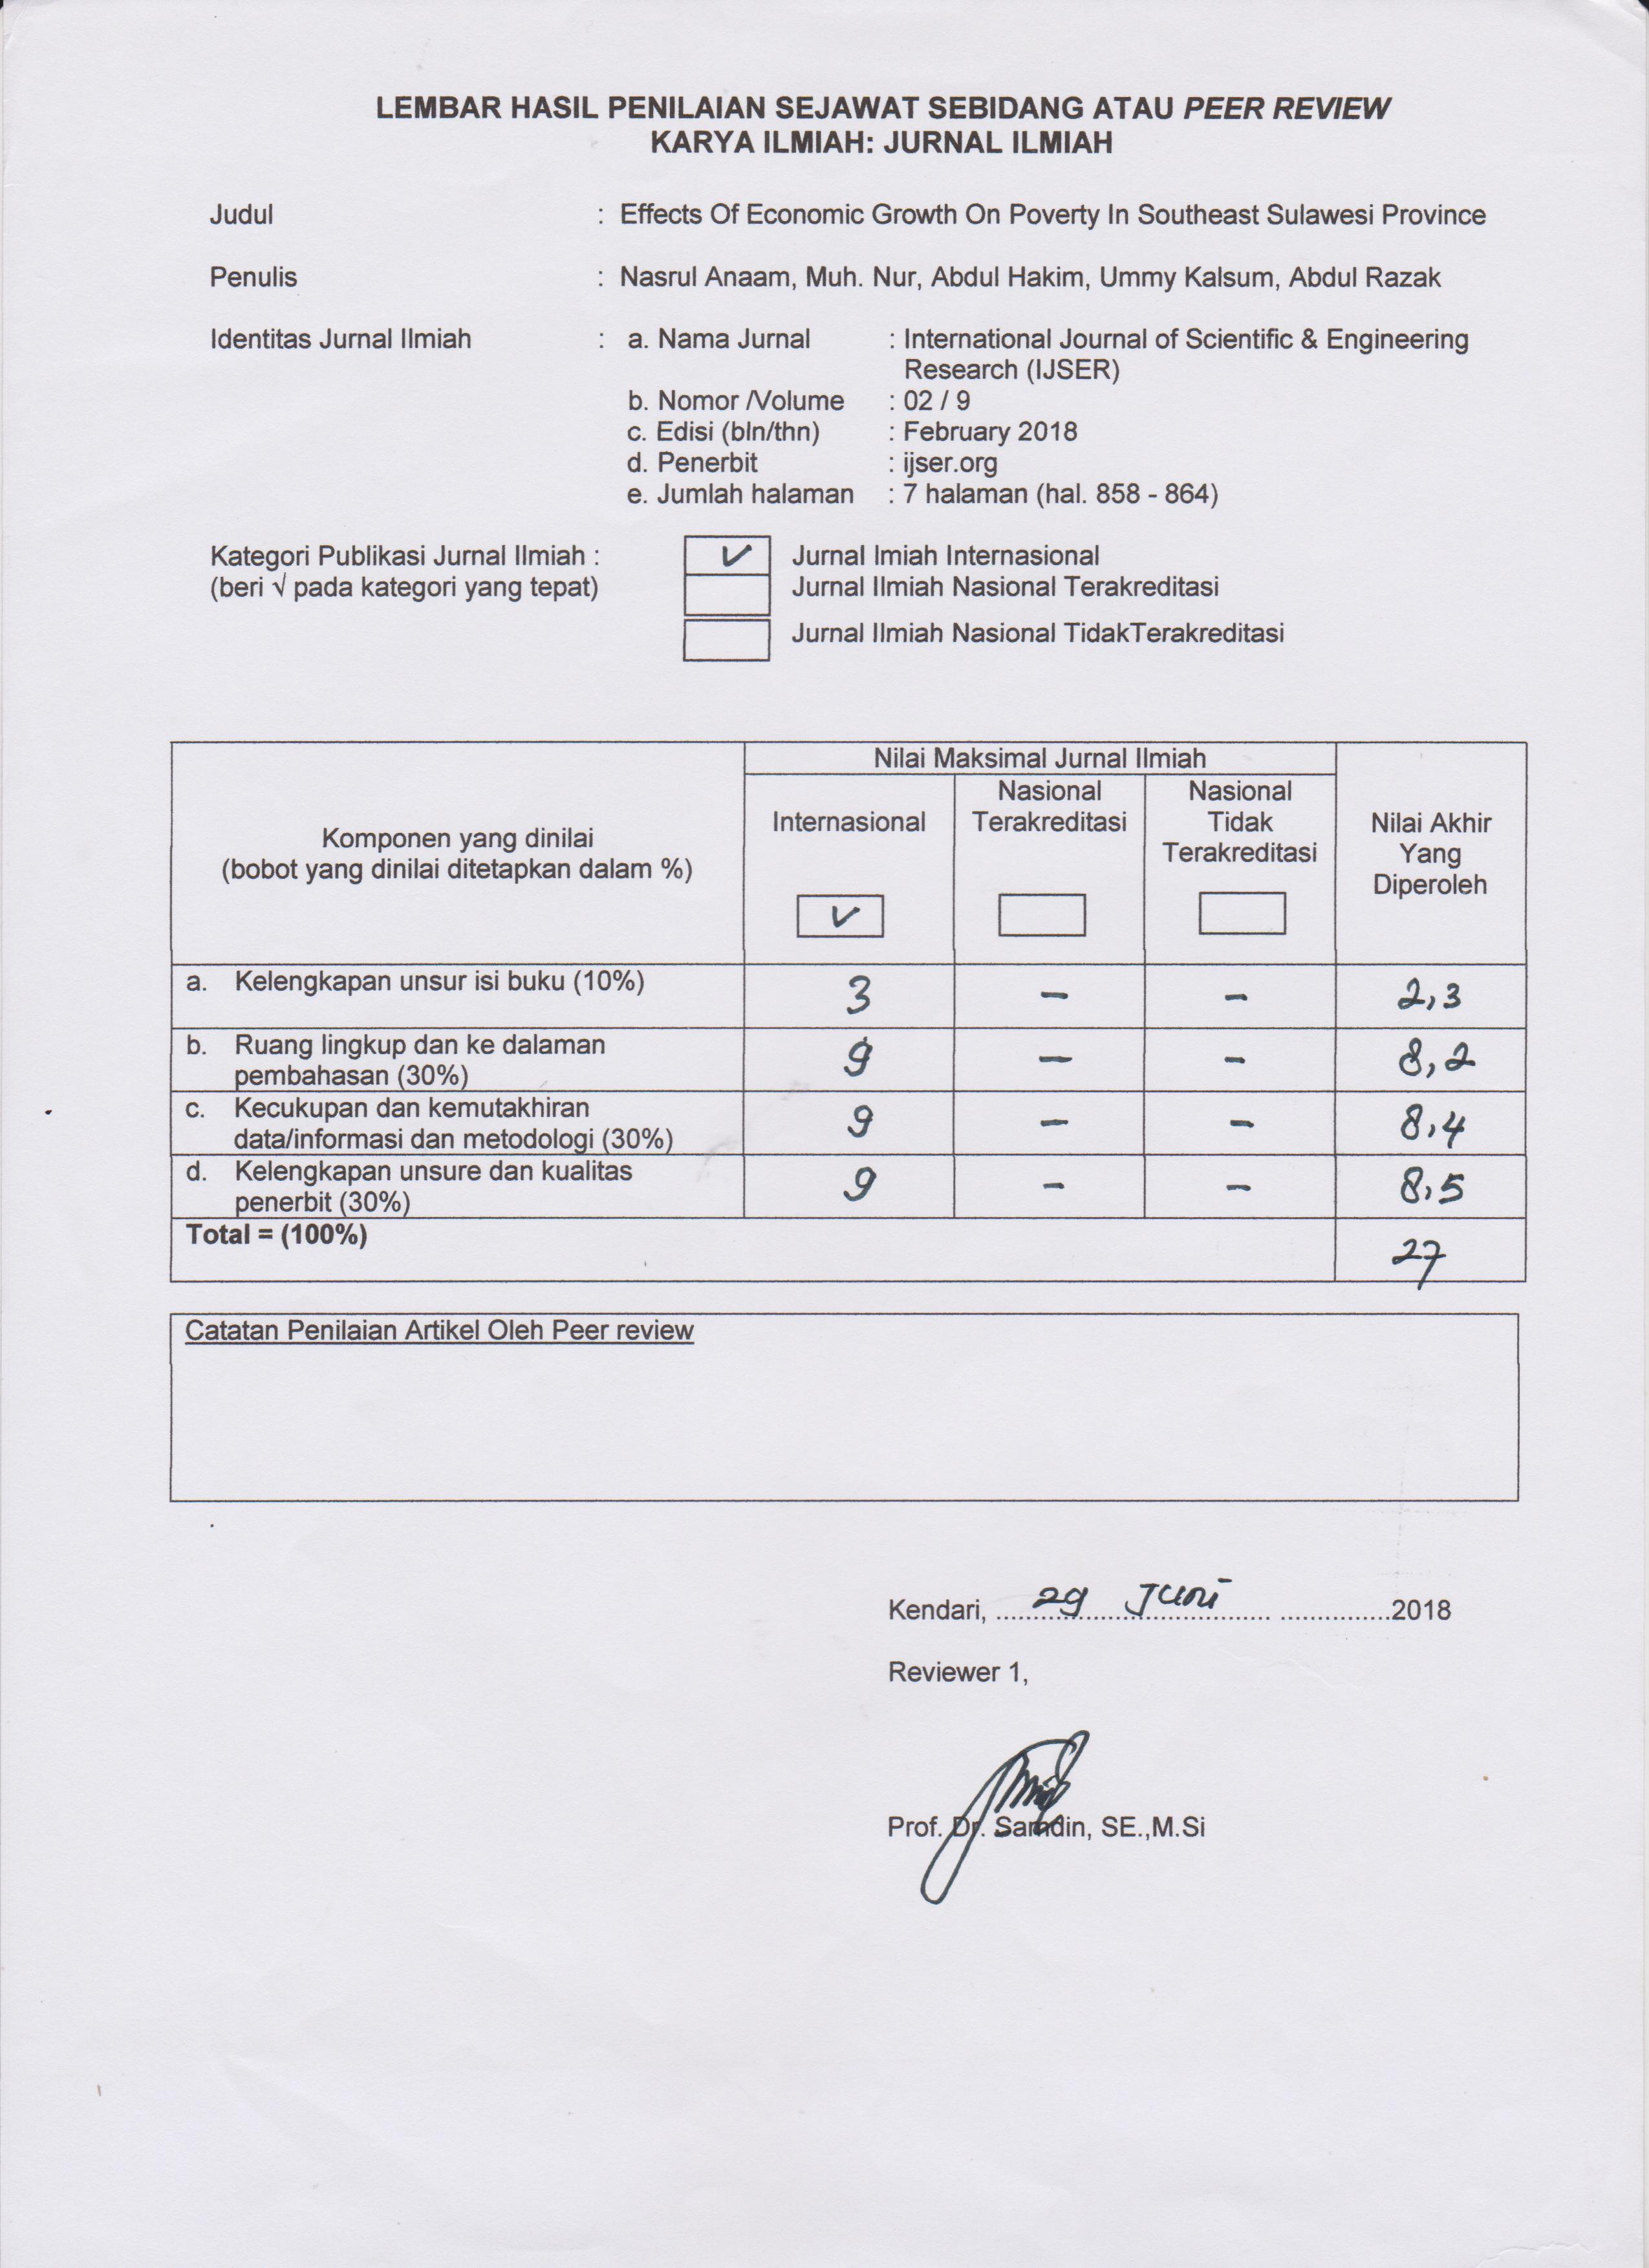 LEMBAR HASIL PENILAIAN SEJAWAT SEBIDANG ATAU PEER REVIEW
KARYA ILMIAH: JURNAL ILMIAH
Judul : Effects Of Economic Growth On Poverty In Southeast Sulawesi Province
Penulis : Nasrul Anaam, Muh. Nur, Abdul Hakim, Ummy Kalsum, Abdul Razak
Identitas Jurnal Ilmiah : a. Nama Jurnal : International Journal of Scientific & Engineering
Research (IJSER)
b. Nomor /Volume : 02 / 9
c. Edisi (bln/thn) : February 2018
d. Penerbit : ijser.org
e. Jumlah halaman : 7 halaman (hal. 858 - 864)
Kategori Publikasi Jurnal Ilmiah : ✓ Jurnal Imiah Internasional
(beri √ pada kategori yang tepat) Jurnal Ilmiah Nasional Terakreditasi
Jurnal Ilmiah Nasional TidakTerakreditasi
Komponen yang dinilai
(bobot yang dinilai ditetapkan dalam %)
Nilai Maksimal Jurnal Ilmiah
Internasional
✓
Nasional
Terakreditasi
Nasional
Tidak
Terakreditasi
Nilai Akhir
Yang
Diperoleh
a. Kelengkapan unsur isi buku (10%) 3 - - 2,3
b. Ruang lingkup dan ke dalaman
pembahasan (30%) 9 - - 8,2
c. Kecukupan dan kemutakhiran
data/informasi dan metodologi (30%) 9 - - 8,4
d. Kelengkapan unsure dan kualitas
penerbit (30%) 9 - - 8,5
Total = (100%) 27
Catatan Penilaian Artikel Oleh Peer review
Kendari, ...... 29 Juni ...... 2018
Reviewer 1,
Prof. Dr. Samdin, SE.,M.Si